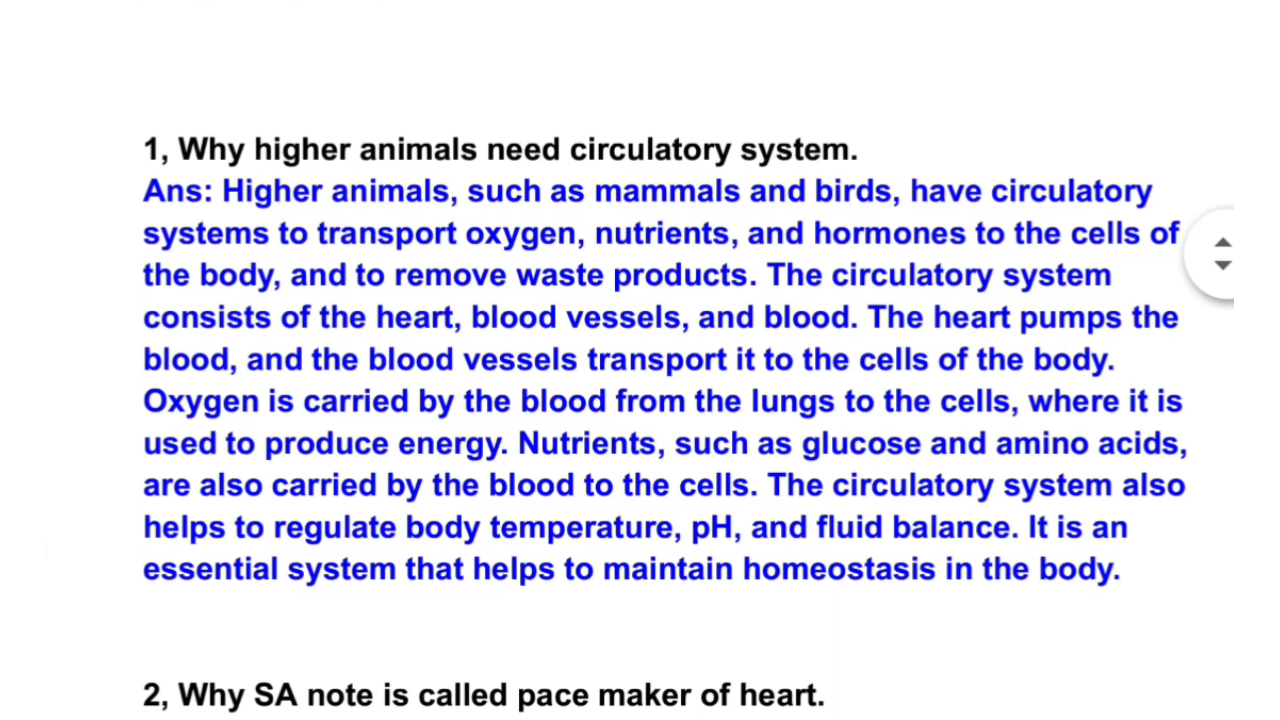 1, Why higher animals need circulatory system.
Ans: Higher animals, such as mammals and birds, have circulatory
systems to transport oxygen, nutrients, and hormones to the cells of
the body, and to remove waste products. The circulatory system
consists of the heart, blood vessels, and blood. The heart pumps the
blood, and the blood vessels transport it to the cells of the body.
Oxygen is carried by the blood from the lungs to the cells, where it is
used to produce energy. Nutrients, such as glucose and amino acids,
are also carried by the blood to the cells. The circulatory system also
helps to regulate body temperature, pH, and fluid balance. It is an
essential system that helps to maintain homeostasis in the body.
2, Why SA note is called pace maker of heart.